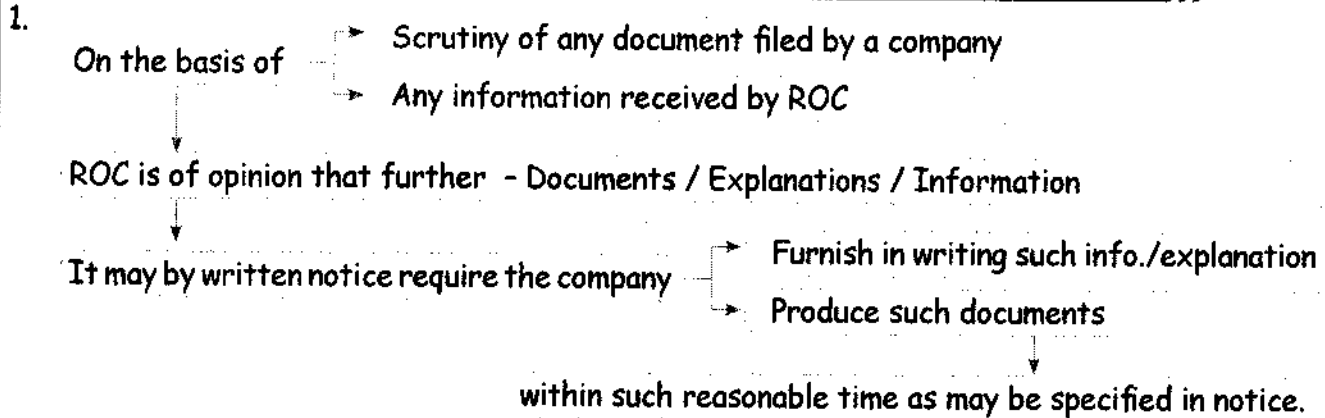 1.
Scrutiny of any document filed by a company
On the basis of
Any information received by ROC
ROC is of opinion that further - Documents / Explanations / Information
Furnish in writing such info./explanation
It may by written notice require the company
Produce such documents
within such reasonable time as may be specified in notice.